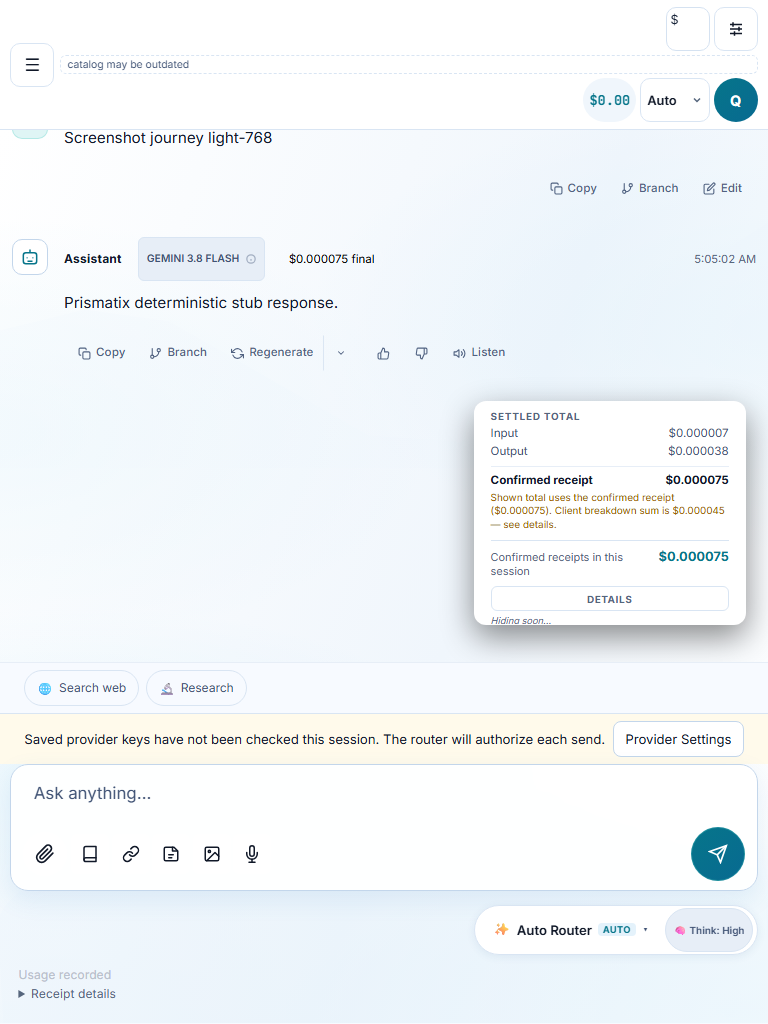 $
catalog may be outdated
$0.00
Auto
Q
Screenshot journey light-768
Copy
Branch
Edit
Assistant
GEMINI 3.8 FLASH
$0.000075 final
5:05:02 AM
Prismatix deterministic stub response.
Copy
Branch
Regenerate
Listen
SETTLED TOTAL
Input $0.000007
Output $0.000038
Confirmed receipt $0.000075
Shown total uses the confirmed receipt
($0.000075). Client breakdown sum is $0.000045
— see details.
Confirmed receipts in this $0.000075
session
DETAILS
Hiding soon...
Search web
Research
Saved provider keys have not been checked this session. The router will authorize each send.
Provider Settings
Ask anything...
Auto Router
AUTO
Think: High
Usage recorded
Receipt details